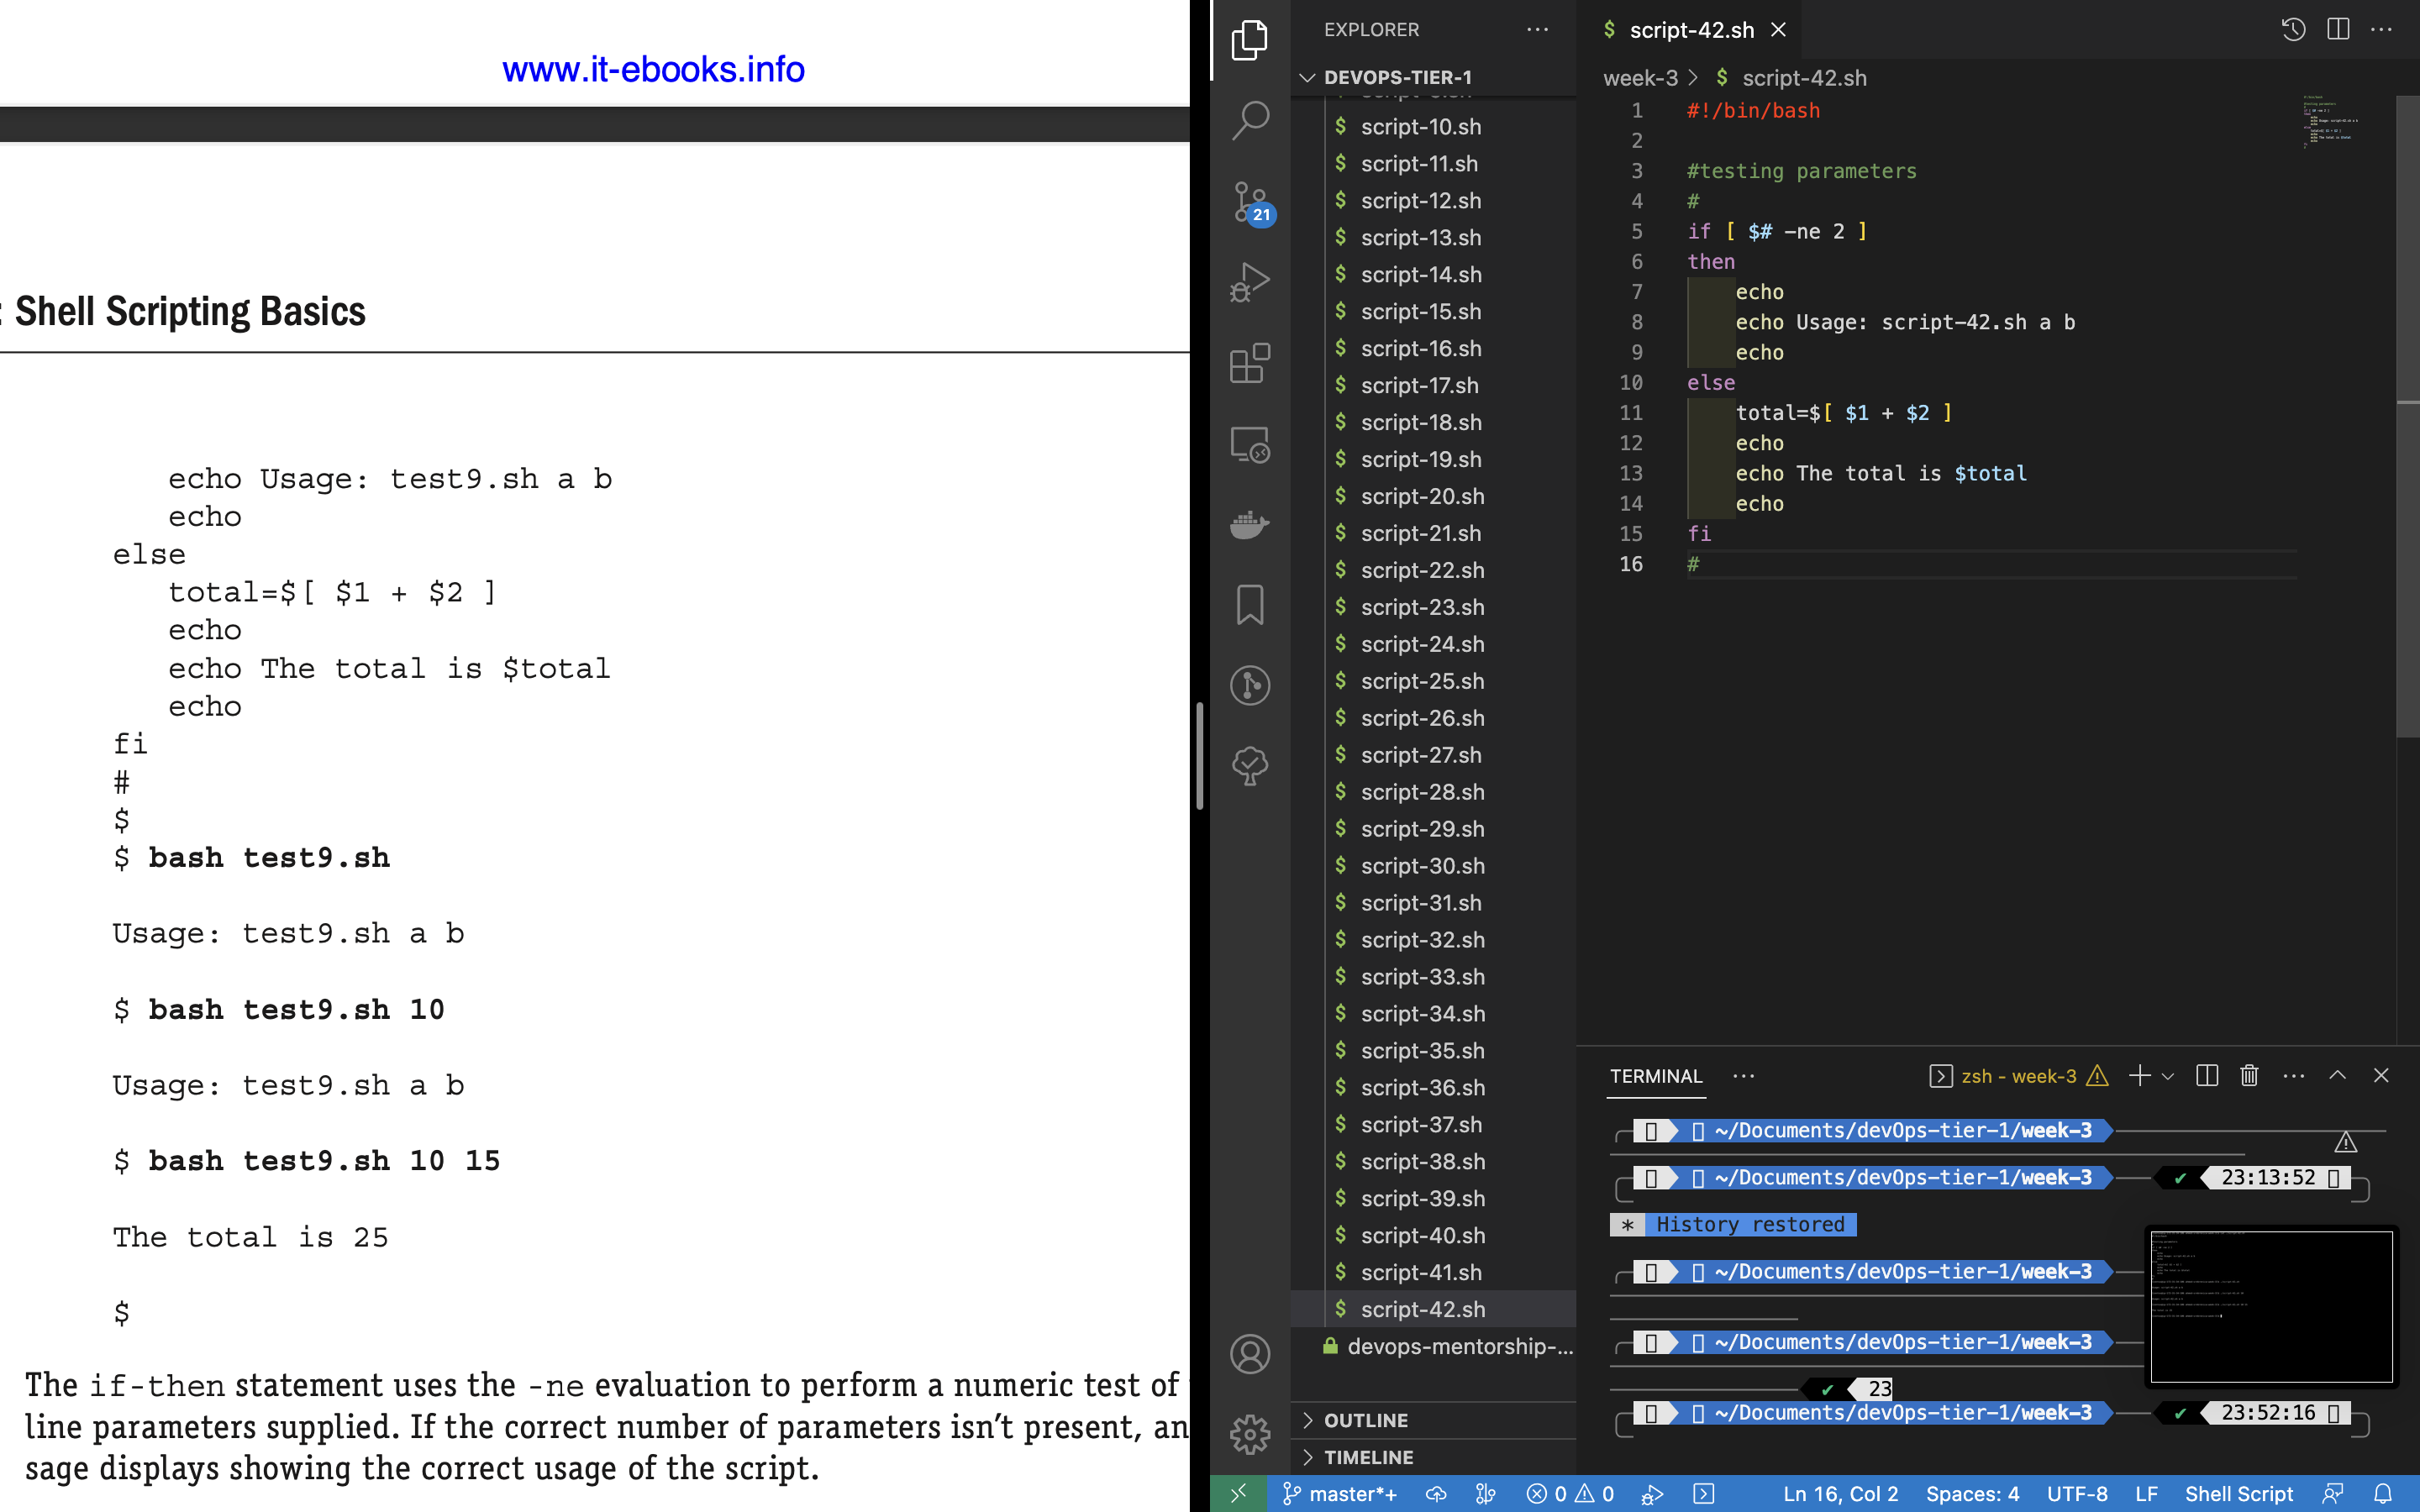 www.it-ebooks.info
: Shell Scripting Basics
echo Usage: test9.sh a b
echo
else
total=$[ $1 + $2 ]
echo
echo The total is $total
echo
fi
#
$
$ bash test9.sh
Usage: test9.sh a b
$ bash test9.sh 10
Usage: test9.sh a b
$ bash test9.sh 10 15
The total is 25
$
The if-then statement uses the -ne evaluation to perform a numeric test of
line parameters supplied. If the correct number of parameters isn't present, an
sage displays showing the correct usage of the script.
21
EXPLORER
DEVOPS-TIER-1
script-10.sh
script-11.sh
script-12.sh
script-13.sh
script-14.sh
script-15.sh
script-16.sh
script-17.sh
script-18.sh
script-19.sh
script-20.sh
script-21.sh
script-22.sh
script-23.sh
script-24.sh
script-25.sh
script-26.sh
script-27.sh
script-28.sh
script-29.sh
script-30.sh
script-31.sh
script-32.sh
script-33.sh
script-34.sh
script-35.sh
script-36.sh
script-37.sh
script-38.sh
script-39.sh
script-40.sh
script-41.sh
script-42.sh
devops-mentorship-...
OUTLINE
TIMELINE
$ script-42.sh
week-3 > $ script-42.sh
1 #!/bin/bash
2
3 #testing parameters
4 #
5 if [ $# -ne 2 ]
6 then
7 echo
8 echo Usage: script-42.sh a b
9 echo
10 else
11 total=$[ $1 + $2 ]
12 echo
13 echo The total is $total
14 echo
15 fi
16 #
TERMINAL
zsh - week-3
~/Documents/devOps-tier-1/week-3
~/Documents/devOps-tier-1/week-3 ✔ 23:13:52
* History restored
~/Documents/devOps-tier-1/week-3
~/Documents/devOps-tier-1/week-3
✔ 23
~/Documents/devOps-tier-1/week-3 ✔ 23:52:16
master*+ 0 0 Ln 16, Col 2 Spaces: 4 UTF-8 LF Shell Script